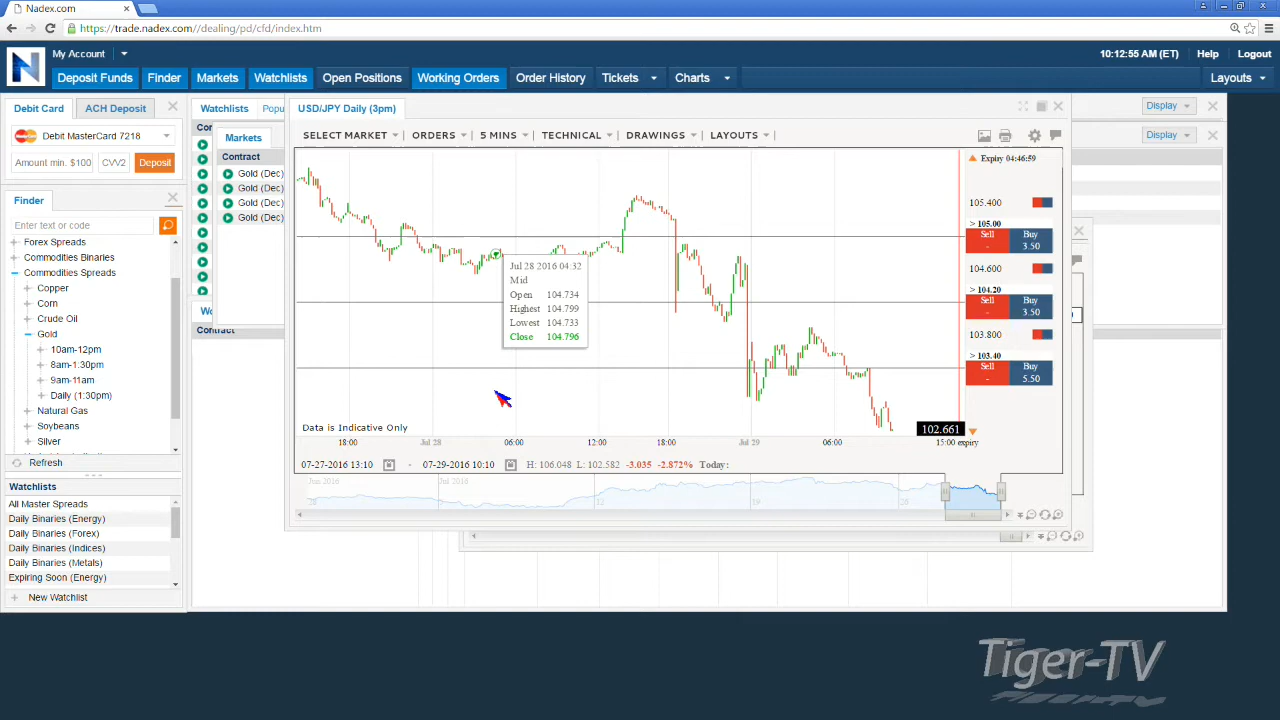 Nadex.com
https://trade.nadex.com//dealing/pd/cfd/index.htm
My Account
10:12:55 AM (ET)
Help
Logout
Deposit Funds
Finder
Markets
Watchlists
Open Positions
Working Orders
Order History
Tickets
Charts
Layouts
Debit Card
ACH Deposit
Debit MasterCard 7218
Amount min. $100
CVV2
Deposit
Finder
Enter text or code
Forex Spreads
Commodities Binaries
Commodities Spreads
Copper
Corn
Crude Oil
Gold
10am-12pm
8am-1:30pm
9am-11am
Daily (1:30pm)
Natural Gas
Soybeans
Silver
Refresh
Watchlists
All Master Spreads
Daily Binaries (Energy)
Daily Binaries (Forex)
Daily Binaries (Indices)
Daily Binaries (Metals)
Expiring Soon (Energy)
New Watchlist
Watchlists
Popu
Con
Wo
Contract
Markets
Contract
Gold (Dec)
Gold (Dec)
Gold (Dec)
Gold (Dec)
Display
Display
USD/JPY Daily (3pm)
SELECT MARKET
ORDERS
5 MINS
TECHNICAL
DRAWINGS
LAYOUTS
Expiry 04:46:59
105.400
> 105.00
Sell
-
Buy
3.50
104.600
> 104.20
Sell
-
Buy
3.50
103.800
> 103.40
Sell
-
Buy
5.50
Jul 28 2016 04:32
Mid
Open 104.734
Highest 104.799
Lowest 104.733
Close 104.796
Data is Indicative Only
102.661
18:00
Jul 28
06:00
12:00
18:00
Jul 29
06:00
15:00 expiry
07-27-2016 13:10 - 07-29-2016 10:10 H: 106.048 L: 102.582 -3.035 -2.872% Today:
Jun 2016
Jul 2016
12
19
Tiger-TV